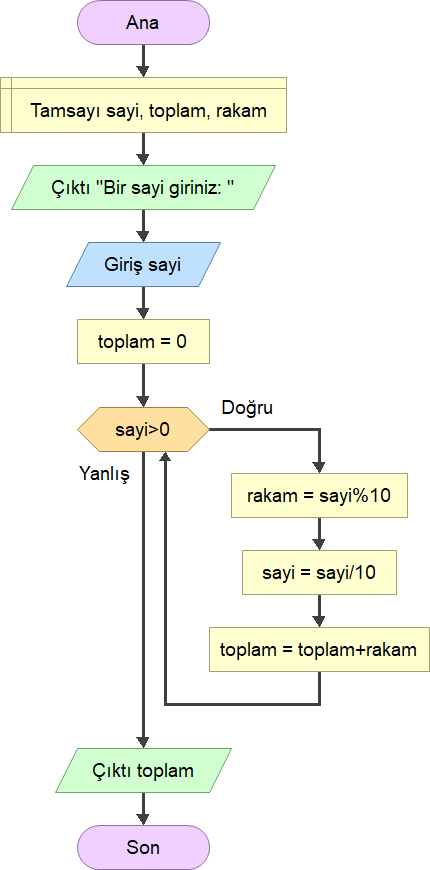 Ana
Tamsayı sayi, toplam, rakam
Çıktı "Bir sayi giriniz: "
Giriş sayi
toplam = 0
sayi>0
Doğru
Yanlış
rakam = sayi%10
sayi = sayi/10
toplam = toplam+rakam
Çıktı toplam
Son